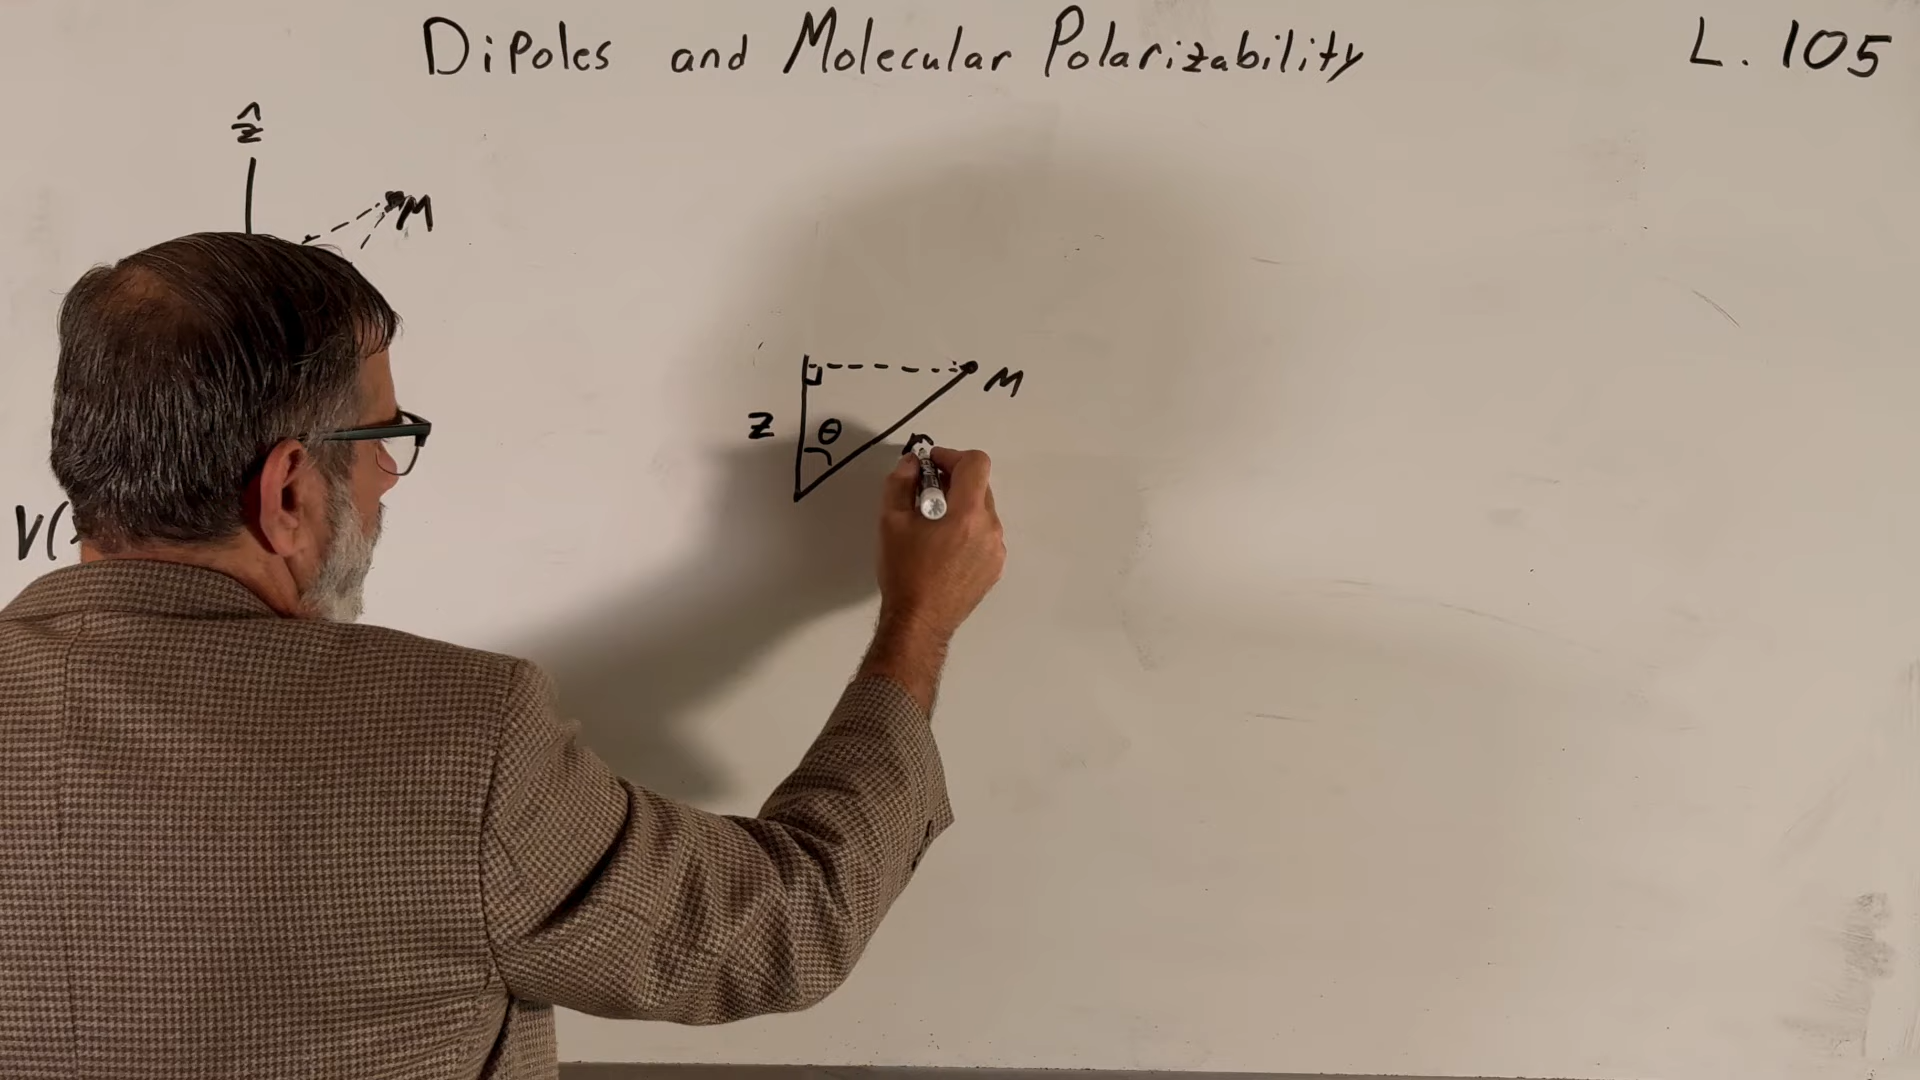 Dipoles and Molecular Polarizability
L. 105
ẑ
M
M
z θ
r
V(